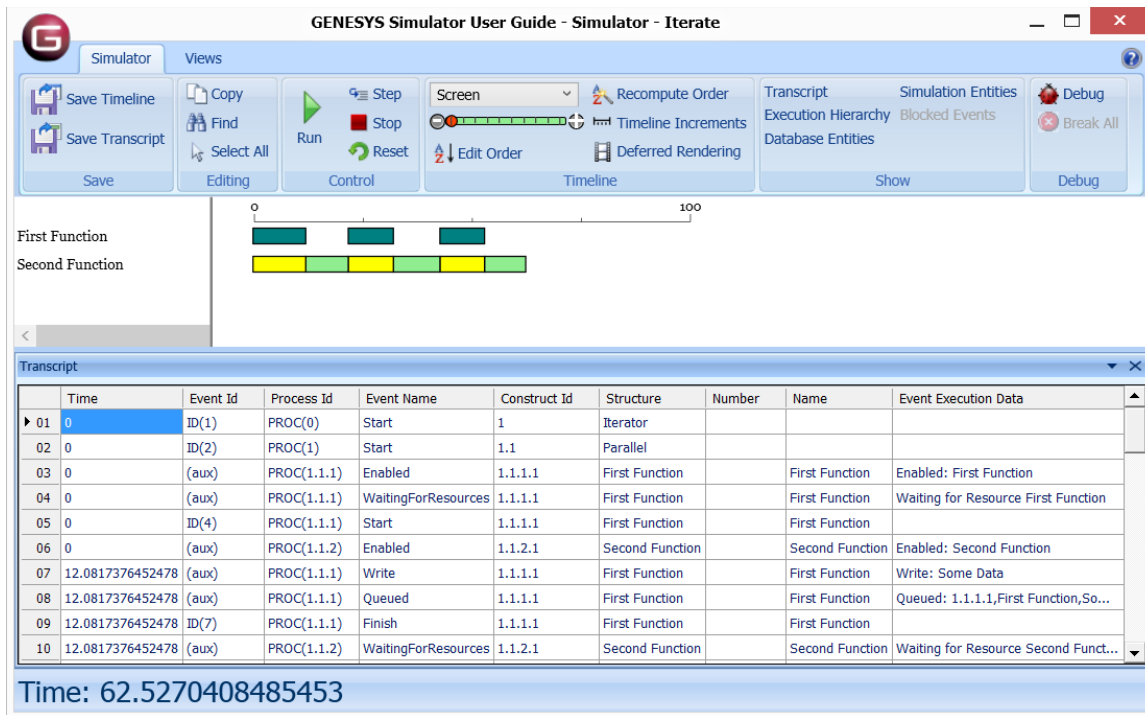 GENESYS Simulator User Guide - Simulator - Iterate
Simulator Views
Save Timeline
Save Transcript
Save
Copy
Find
Select All
Editing
Run
Step
Stop
Reset
Control
Screen
Edit Order
Recompute Order
Timeline Increments
Deferred Rendering
Timeline
Transcript Simulation Entities
Execution Hierarchy Blocked Events
Database Entities
Show
Debug
Break All
Debug
0 100
First Function
Second Function
Transcript
Time Event Id Process Id Event Name Construct Id Structure Number Name Event Execution Data
01 0 ID(1) PROC(0) Start 1 Iterator
02 0 ID(2) PROC(1) Start 1.1 Parallel
03 0 (aux) PROC(1.1.1) Enabled 1.1.1.1 First Function First Function Enabled: First Function
04 0 (aux) PROC(1.1.1) WaitingForResources 1.1.1.1 First Function First Function Waiting for Resource First Function
05 0 ID(4) PROC(1.1.1) Start 1.1.1.1 First Function First Function
06 0 (aux) PROC(1.1.2) Enabled 1.1.2.1 Second Function Second Function Enabled: Second Function
07 12.0817376452478 (aux) PROC(1.1.1) Write 1.1.1.1 First Function First Function Write: Some Data
08 12.0817376452478 (aux) PROC(1.1.1) Queued 1.1.1.1 First Function First Function Queued: 1.1.1.1,First Function,So...
09 12.0817376452478 ID(7) PROC(1.1.1) Finish 1.1.1.1 First Function First Function
10 12.0817376452478 (aux) PROC(1.1.2) WaitingForResources 1.1.2.1 Second Function Second Function Waiting for Resource Second Funct...
Time: 62.5270408485453